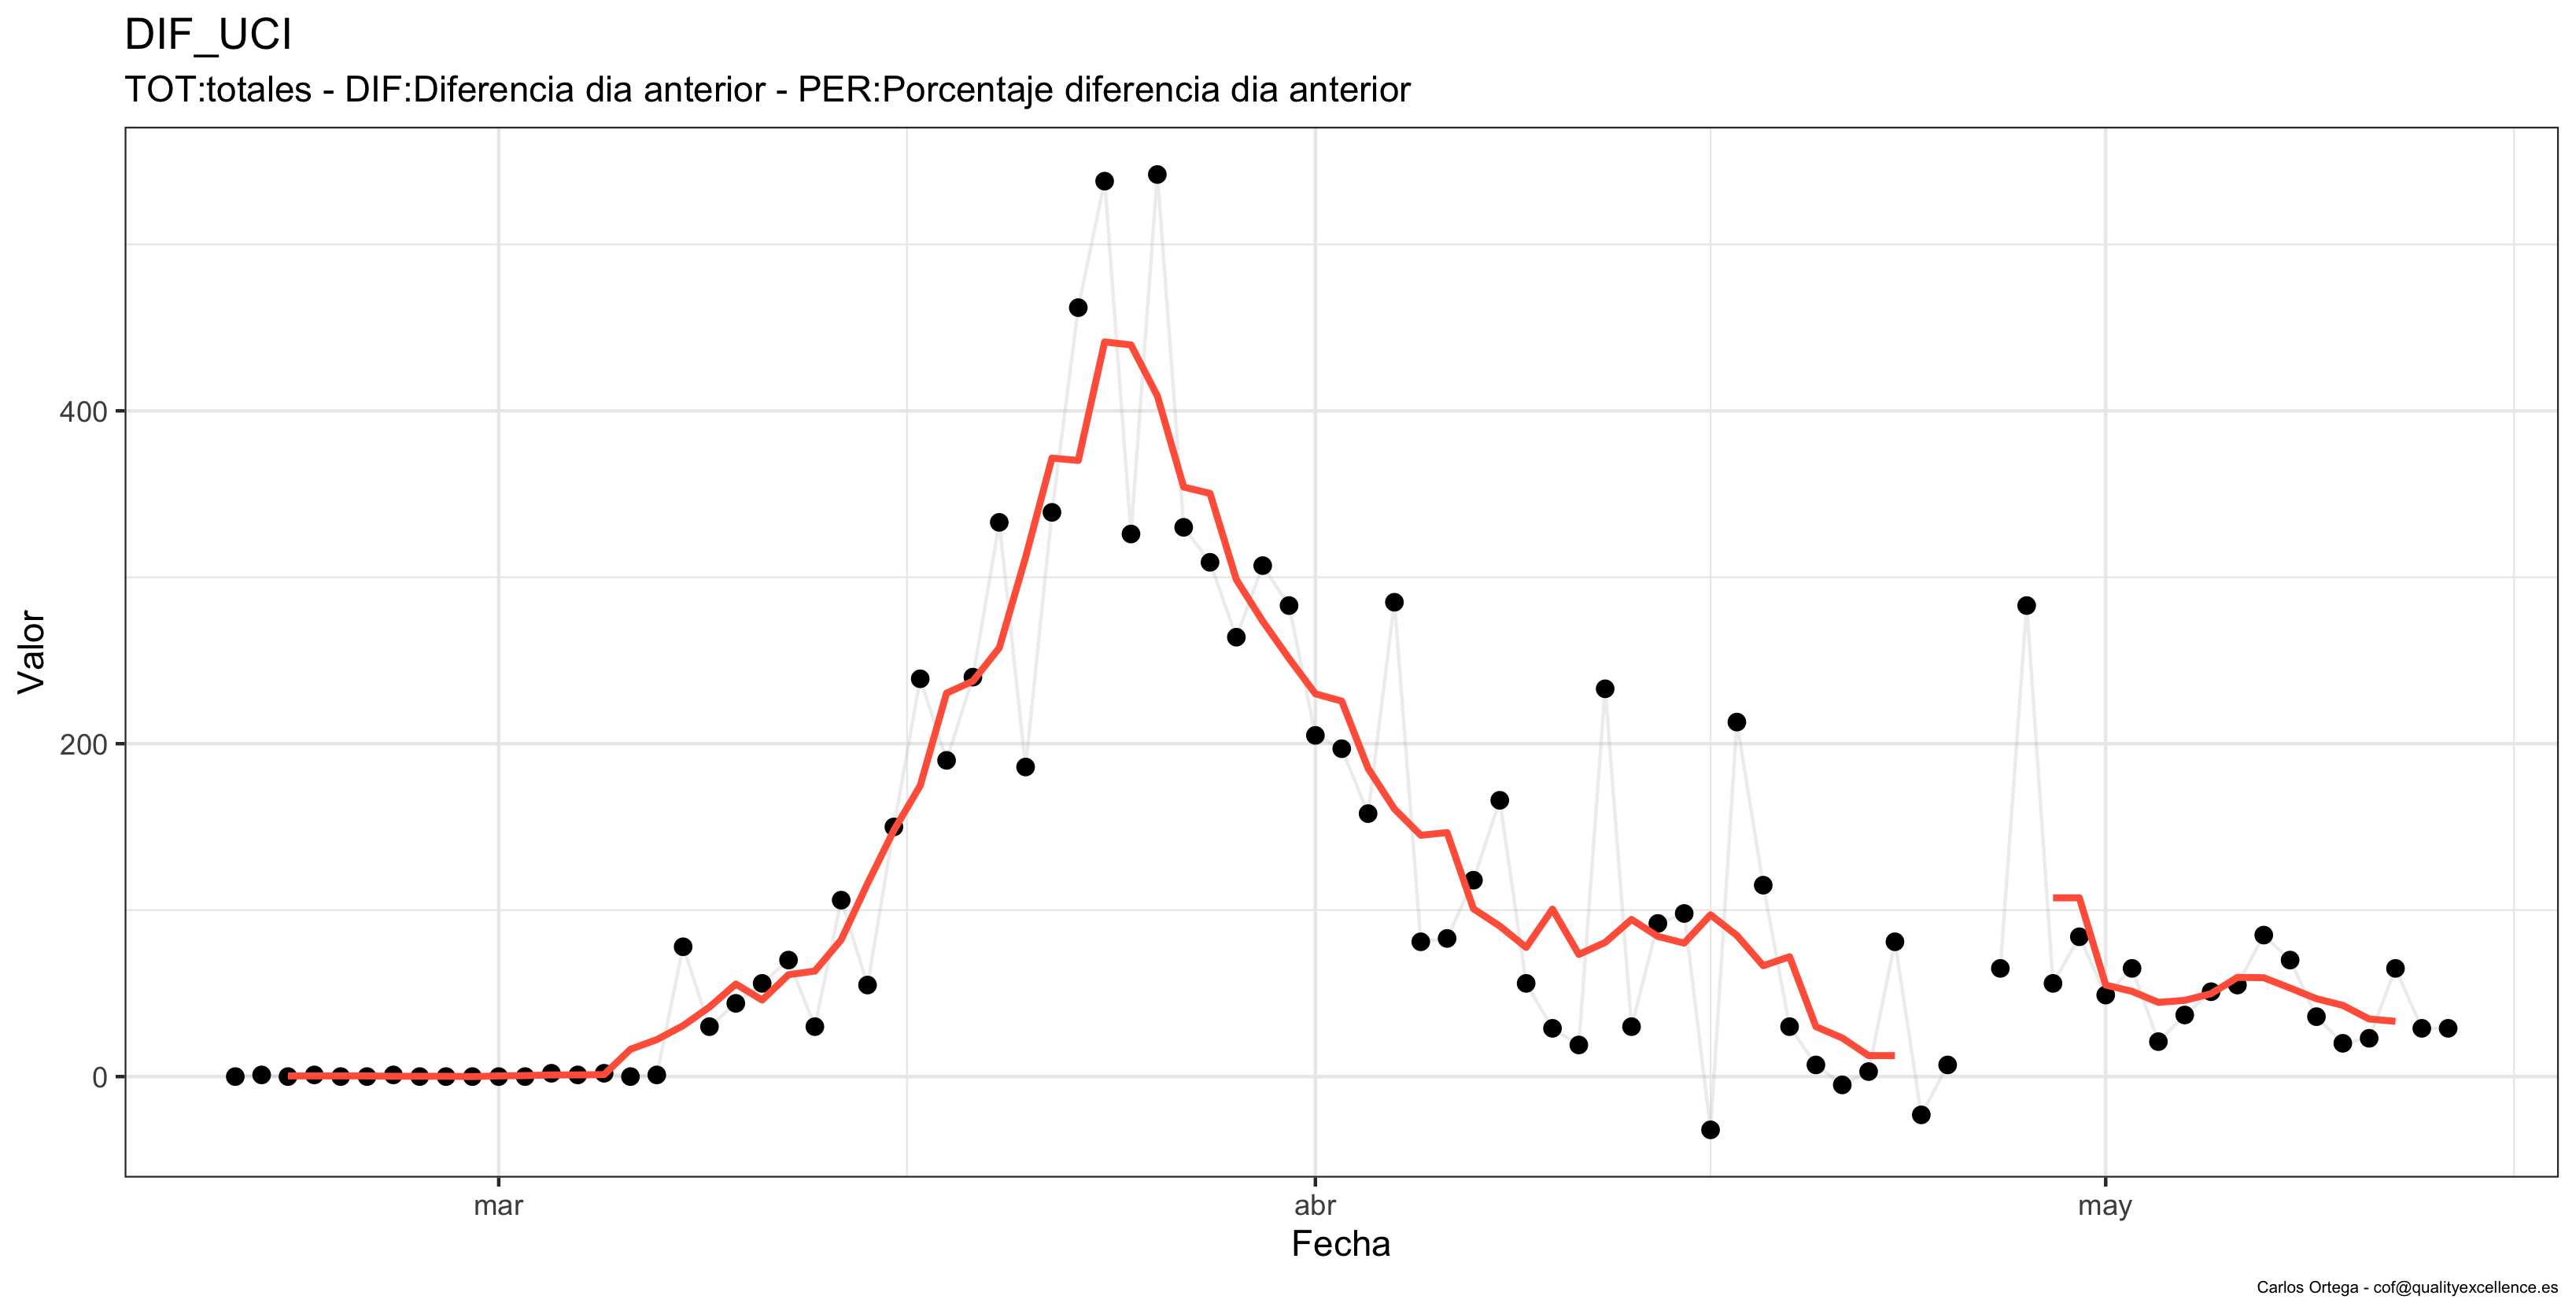 DIF_UCI
TOT:totales - DIF:Diferencia dia anterior - PER:Porcentaje diferencia dia anterior
Valor
400
200
0
mar
abr
may
Fecha
Carlos Ortega - cof@qualityexcellence.es